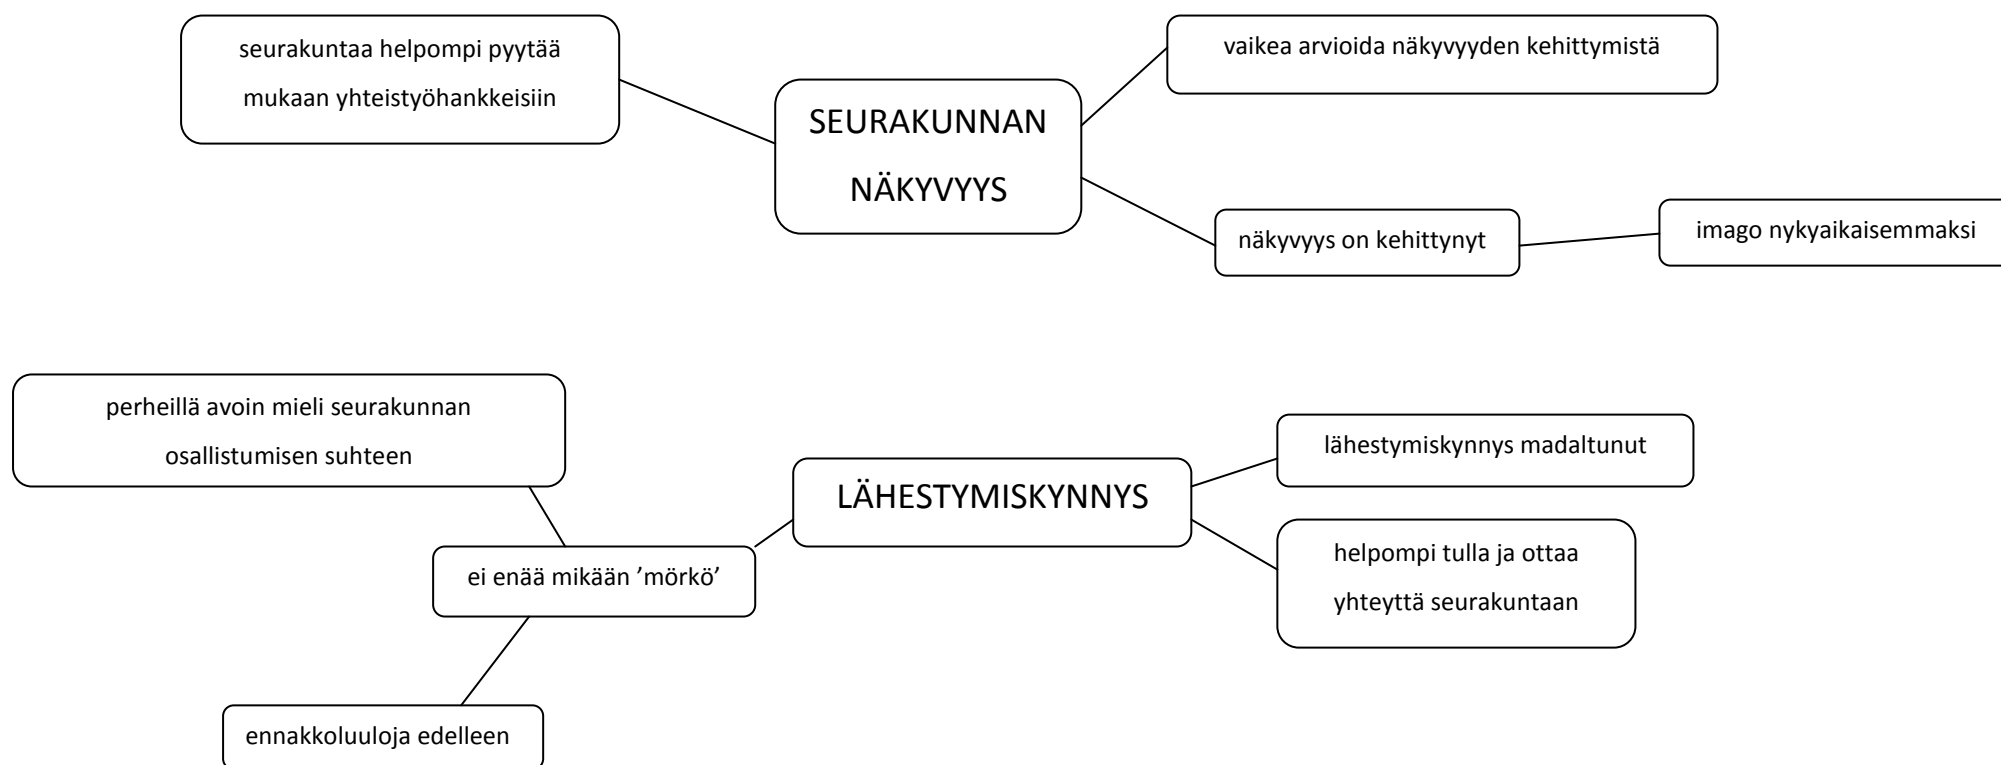 seurakuntaa helpompi pyytää
mukaan yhteistyöhankkeisiin
SEURAKUNNAN
NÄKYVYYS
vaikea arvioida näkyvyyden kehittymistä
näkyvyys on kehittynyt
imago nykyaikaisemmaksi
perheillä avoin mieli seurakunnan
osallistumisen suhteen
ei enää mikään ’mörkö’
ennakkoluuloja edelleen
LÄHESTYMISKYNNYS
lähestymiskynnys madaltunut
helpompi tulla ja ottaa
yhteyttä seurakuntaan